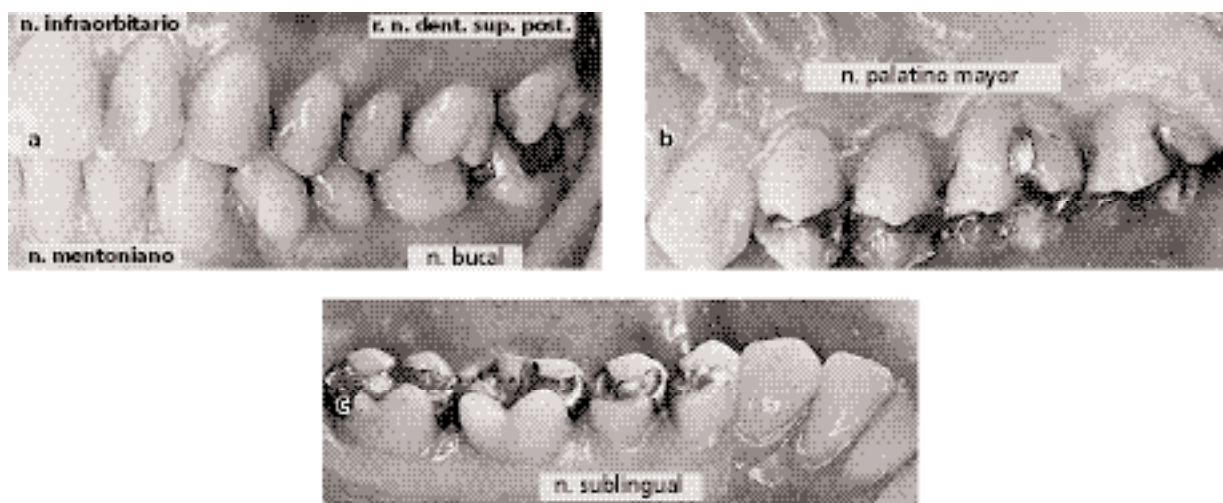 n. infraorbitario
r. n. dent. sup. post.
a
n. mentoniano
n. bucal
n. palatino mayor
b
c
n. sublingual